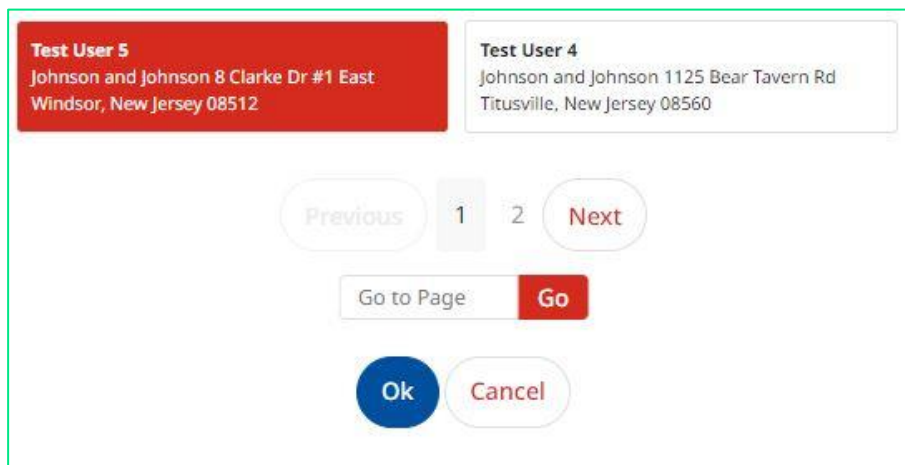 Test User 5
Johnson and Johnson 8 Clarke Dr #1 East
Windsor, New Jersey 08512
Test User 4
Johnson and Johnson 1125 Bear Tavern Rd
Titusville, New Jersey 08560
Previous 1 2 Next
Go to Page Go
Ok Cancel